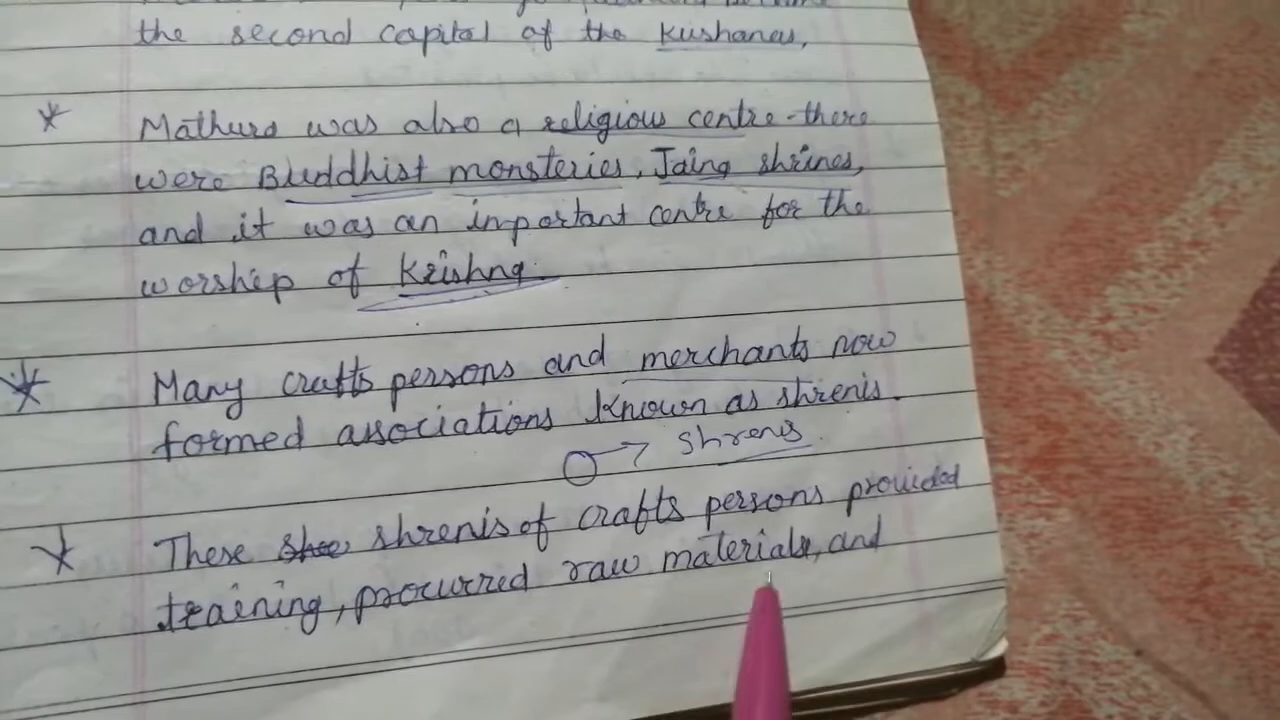 the second capital of the Kushanas,
* Mathura was also a religious centre - there
were Buddhist monsteries, Jaina shrines,
and it was an important centre for the
worship of Krishna.
* Many crafts persons and merchants now
formed associations known as shrenis.
→ shrenis
* These shrenis of crafts persons provided
training, procurred raw materials, and